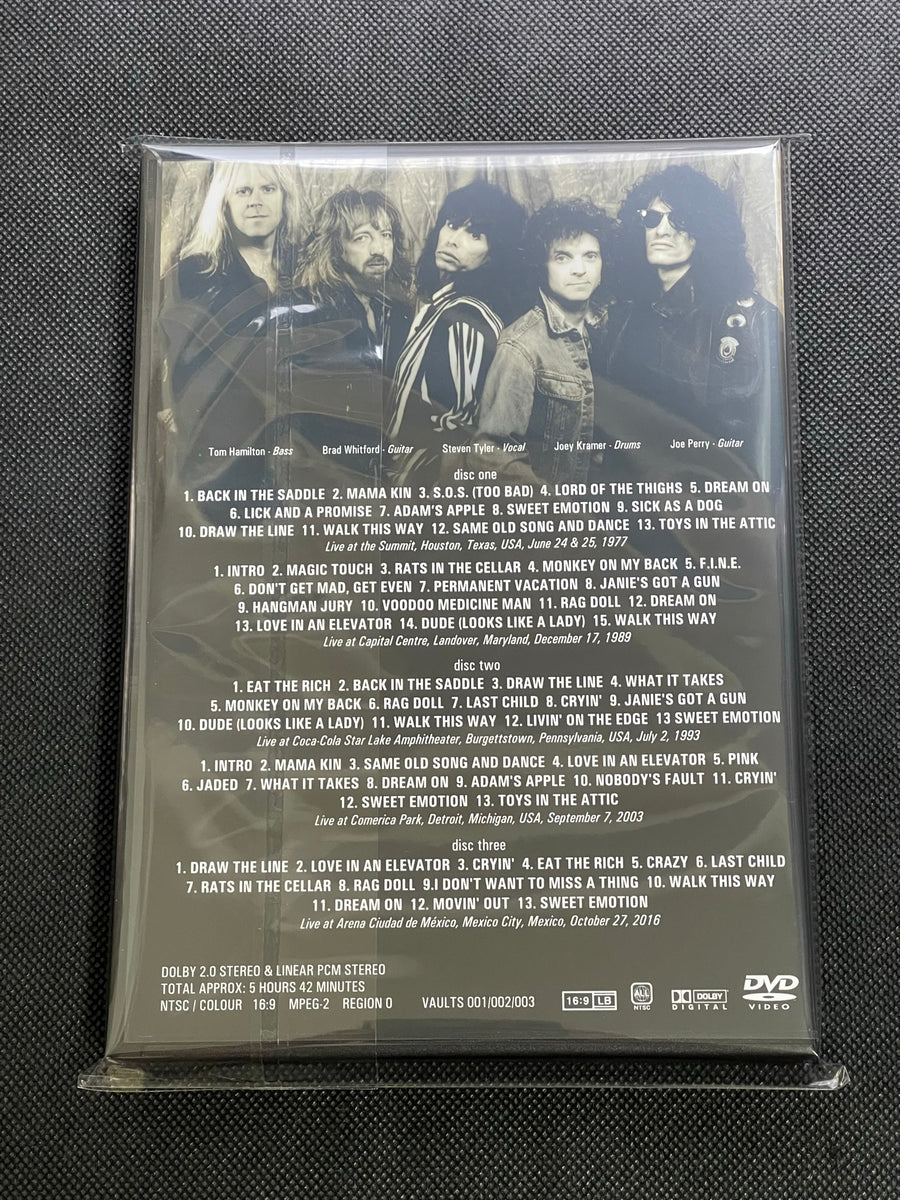 Tom Hamilton - Bass Brad Whitford - Guitar Steven Tyler - Vocal Joey Kramer - Drums Joe Perry - Guitar
disc one
1. BACK IN THE SADDLE 2. MAMA KIN 3. S.O.S. (TOO BAD) 4. LORD OF THE THIGHS 5. DREAM ON
6. LICK AND A PROMISE 7. ADAM'S APPLE 8. SWEET EMOTION 9. SICK AS A DOG
10. DRAW THE LINE 11. WALK THIS WAY 12. SAME OLD SONG AND DANCE 13. TOYS IN THE ATTIC
Live at the Summit, Houston, Texas, USA, June 24 & 25, 1977
1. INTRO 2. MAGIC TOUCH 3. RATS IN THE CELLAR 4. MONKEY ON MY BACK 5. F.I.N.E.
6. DON'T GET MAD, GET EVEN 7. PERMANENT VACATION 8. JANIE'S GOT A GUN
9. HANGMAN JURY 10. VOODOO MEDICINE MAN 11. RAG DOLL 12. DREAM ON
13. LOVE IN AN ELEVATOR 14. DUDE (LOOKS LIKE A LADY) 15. WALK THIS WAY
Live at Capital Centre, Landover, Maryland, December 17, 1989
disc two
1. EAT THE RICH 2. BACK IN THE SADDLE 3. DRAW THE LINE 4. WHAT IT TAKES
5. MONKEY ON MY BACK 6. RAG DOLL 7. LAST CHILD 8. CRYIN' 9. JANIE'S GOT A GUN
10. DUDE (LOOKS LIKE A LADY) 11. WALK THIS WAY 12. LIVIN' ON THE EDGE 13 SWEET EMOTION
Live at Coca-Cola Star Lake Amphitheater, Burgettstown, Pennsylvania, USA, July 2, 1993
1. INTRO 2. MAMA KIN 3. SAME OLD SONG AND DANCE 4. LOVE IN AN ELEVATOR 5. PINK
6. JADED 7. WHAT IT TAKES 8. DREAM ON 9. ADAM'S APPLE 10. NOBODY'S FAULT 11. CRYIN'
12. SWEET EMOTION 13. TOYS IN THE ATTIC
Live at Comerica Park, Detroit, Michigan, USA, September 7, 2003
disc three
1. DRAW THE LINE 2. LOVE IN AN ELEVATOR 3. CRYIN' 4. EAT THE RICH 5. CRAZY 6. LAST CHILD
7. RATS IN THE CELLAR 8. RAG DOLL 9.I DON'T WANT TO MISS A THING 10. WALK THIS WAY
11. DREAM ON 12. MOVIN' OUT 13. SWEET EMOTION
Live at Arena Ciudad de México, Mexico City, Mexico, October 27, 2016
DOLBY 2.0 STEREO & LINEAR PCM STEREO
TOTAL APPROX: 5 HOURS 42 MINUTES
NTSC / COLOUR 16:9 MPEG-2 REGION 0 VAULTS 001/002/003
16:9 LB
ALL
NTSC
DOLBY
DIGITAL
DVD
VIDEO